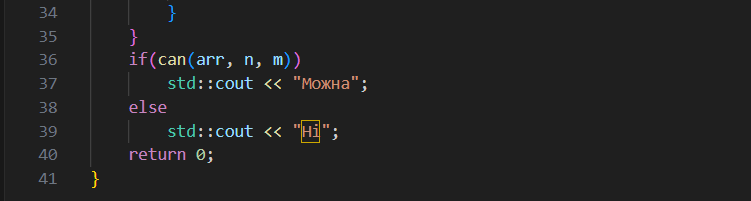 34 }
35 }
36 if(can(arr, n, m))
37 std::cout << "Можна";
38 else
39 std::cout << "Ні";
40 return 0;
41 }